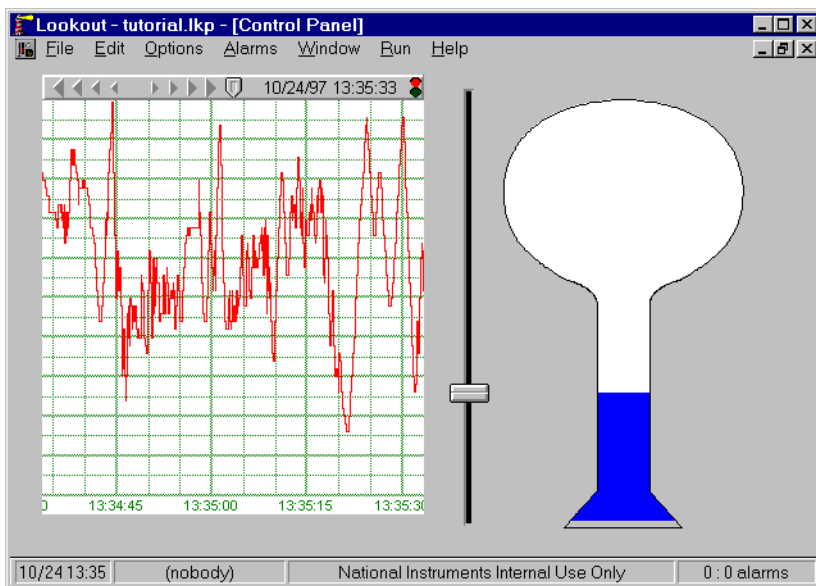 Lookout - tutorial.lkp - [Control Panel]
File Edit Options Alarms Window Run Help
10/24/97 13:35:33
0 13:34:45 13:35:00 13:35:15 13:35:30
10/24 13:35 (nobody) National Instruments Internal Use Only 0 : 0 alarms